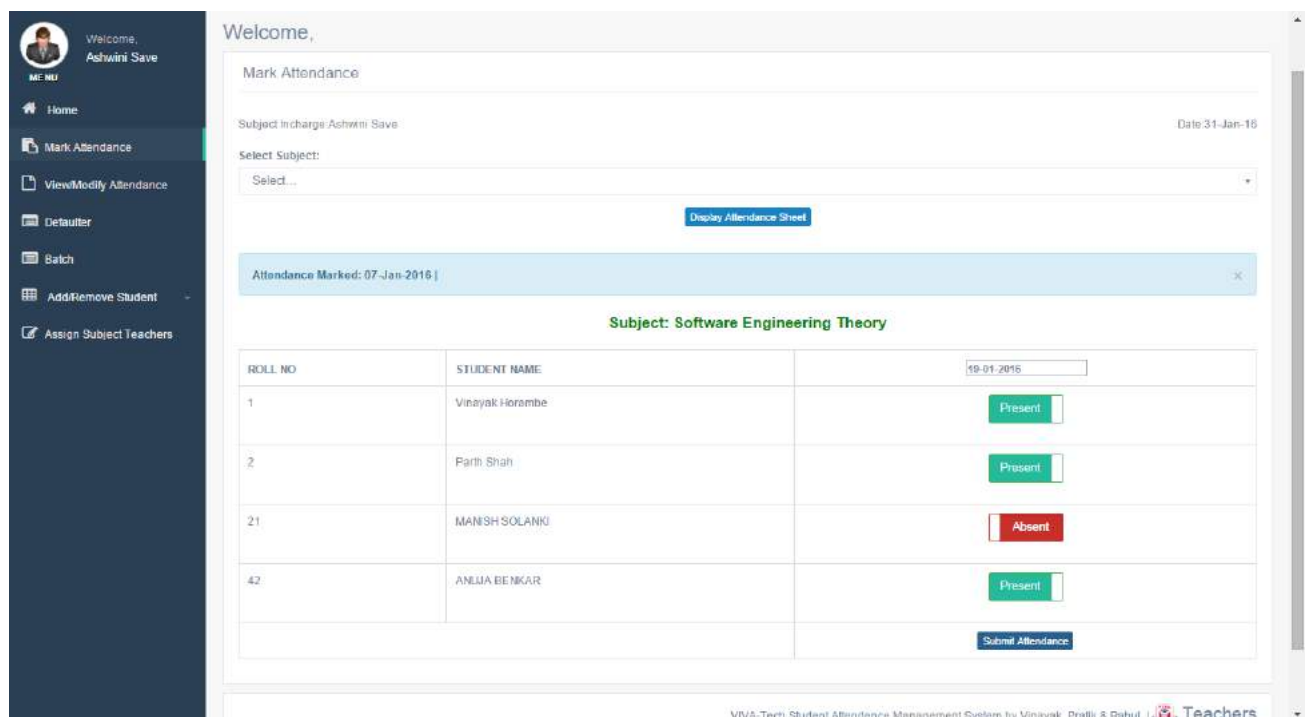 Welcome,
Ashwini Save
MENU
Home
Mark Attendance
View/Modify Attendance
Defaulter
Batch
Add/Remove Student
Assign Subject Teachers
Welcome,
Mark Attendance
Subject Incharge:Ashwini Save
Date:31-Jan-16
Select Subject:
Select...
Display Attendance Sheet
Attendance Marked: 07-Jan-2016 |
×
Subject: Software Engineering Theory
ROLL NO STUDENT NAME 19-01-2016
1 Vinayak Horambe Present
2 Parth Shah Present
21 MANISH SOLANKI Absent
42 ANUJA BENKAR Present
Submit Attendance
VIVA-Tech Student Attendance Management System by Vinayak, Pratik & Rahul. | Teachers